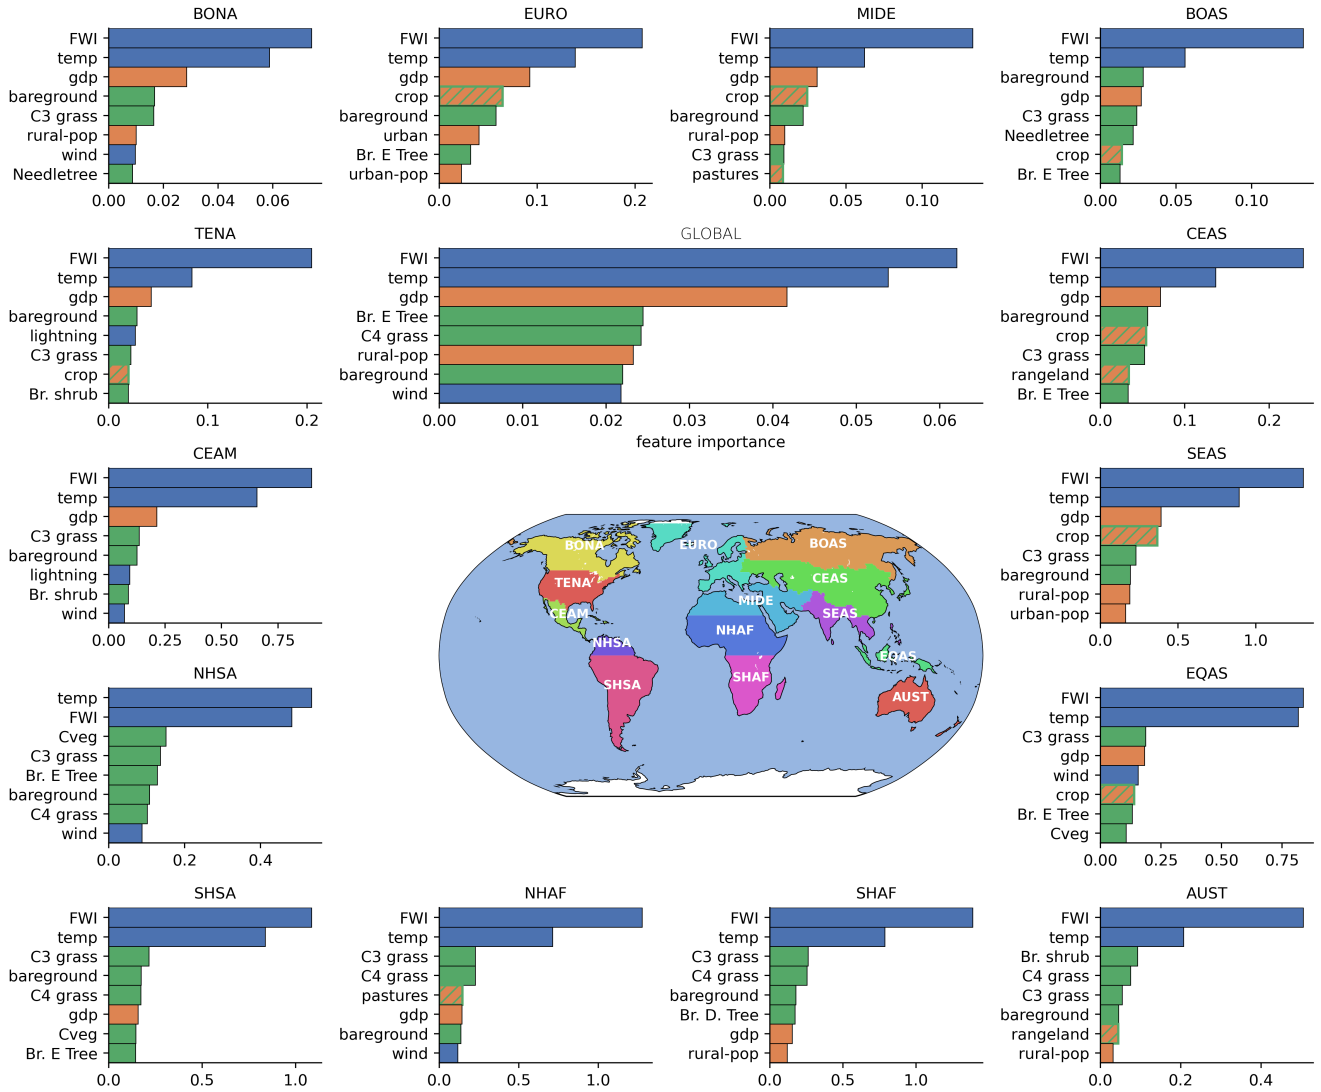 BONA
FWI
temp
gdp
bareground
C3 grass
rural-pop
wind
Needletree
0.00 0.02 0.04 0.06
EURO
FWI
temp
gdp
crop
bareground
urban
Br. E Tree
urban-pop
0.0 0.1 0.2
MIDE
FWI
temp
gdp
crop
bareground
rural-pop
C3 grass
pastures
0.00 0.05 0.10
BOAS
FWI
temp
bareground
gdp
C3 grass
Needletree
crop
Br. E Tree
0.00 0.05 0.10
TENA
FWI
temp
gdp
bareground
lightning
C3 grass
crop
Br. shrub
0.0 0.1 0.2
GLOBAL
FWI
temp
gdp
Br. E Tree
C4 grass
rural-pop
bareground
wind
0.00 0.01 0.02 0.03 0.04 0.05 0.06
feature importance
CEAS
FWI
temp
gdp
bareground
crop
C3 grass
rangeland
Br. E Tree
0.0 0.1 0.2
CEAM
FWI
temp
gdp
C3 grass
bareground
lightning
Br. shrub
wind
0.00 0.25 0.50 0.75
BONA
EURO
BOAS
TENA
CEAS
MIDE
CEAM
SEAS
NHAF
NHSA
EQAS
SHAF
SHSA
AUST
SEAS
FWI
temp
gdp
crop
C3 grass
bareground
rural-pop
urban-pop
0.0 0.5 1.0
NHSA
temp
FWI
Cveg
C3 grass
Br. E Tree
bareground
C4 grass
wind
0.0 0.2 0.4
EQAS
FWI
temp
C3 grass
gdp
wind
crop
Br. E Tree
Cveg
0.00 0.25 0.50 0.75
SHSA
FWI
temp
C3 grass
bareground
C4 grass
gdp
Cveg
Br. E Tree
0.0 0.5 1.0
NHAF
FWI
temp
C3 grass
C4 grass
pastures
gdp
bareground
wind
0.0 0.5 1.0
SHAF
FWI
temp
C3 grass
C4 grass
bareground
Br. D. Tree
gdp
rural-pop
0.0 0.5 1.0
AUST
FWI
temp
Br. shrub
C4 grass
C3 grass
bareground
rangeland
rural-pop
0.0 0.2 0.4